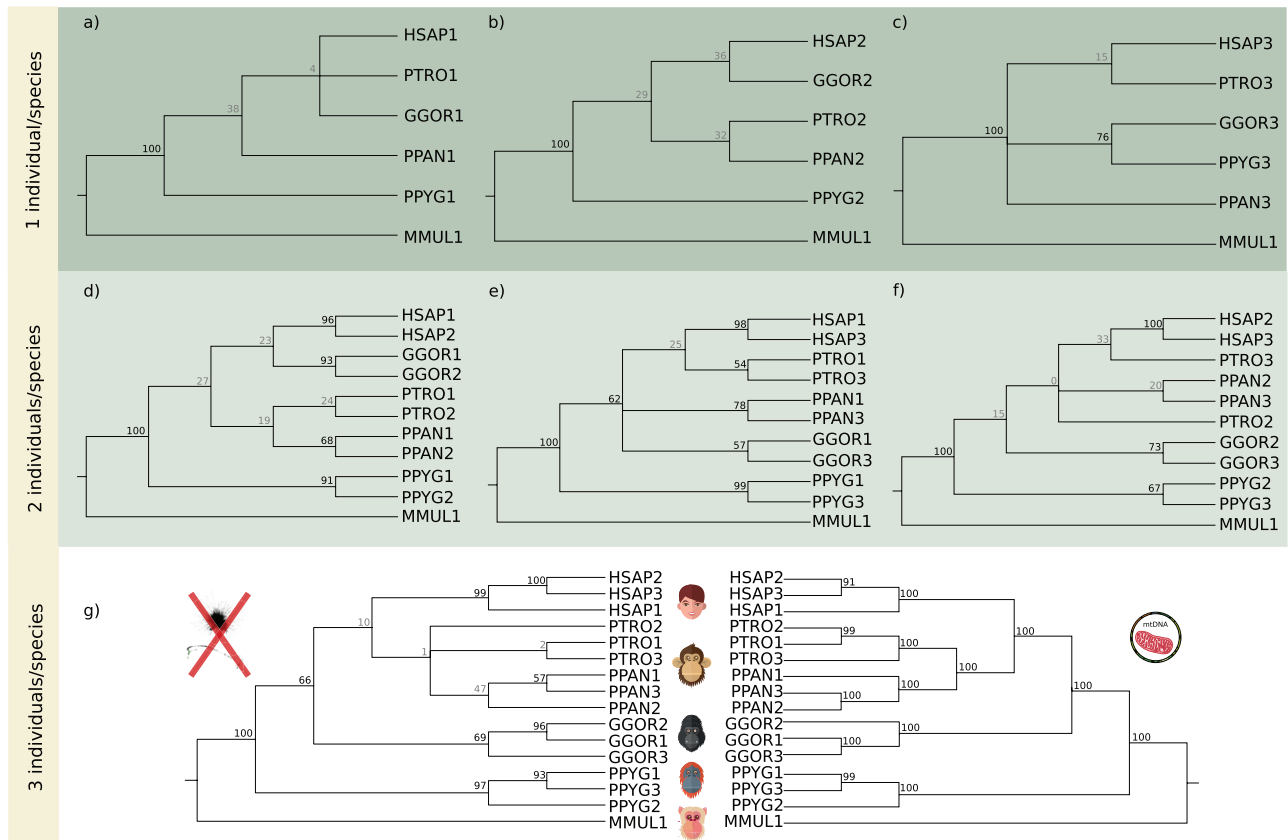 1 individual/species
a)
4
38
100
HSAP1
PTRO1
GGOR1
PPAN1
PPYG1
MMUL1
b)
36
29
32
100
HSAP2
GGOR2
PTRO2
PPAN2
PPYG2
MMUL1
c)
15
100
76
HSAP3
PTRO3
GGOR3
PPYG3
PPAN3
MMUL1
2 individuals/species
d)
96
23
93
27
24
19
68
100
91
HSAP1
HSAP2
GGOR1
GGOR2
PTRO1
PTRO2
PPAN1
PPAN2
PPYG1
PPYG2
MMUL1
e)
98
25
54
62
78
100
57
99
HSAP1
HSAP3
PTRO1
PTRO3
PPAN1
PPAN3
GGOR1
GGOR3
PPYG1
PPYG3
MMUL1
f)
100
33
0
20
15
73
100
67
HSAP2
HSAP3
PTRO3
PPAN2
PPAN3
PTRO2
GGOR2
GGOR3
PPYG2
PPYG3
MMUL1
3 individuals/species
g)
100
99
10
2
1
57
47
66
96
69
100
93
97
HSAP2
HSAP3
HSAP1
PTRO2
PTRO1
PTRO3
PPAN1
PPAN3
PPAN2
GGOR2
GGOR1
GGOR3
PPYG1
PPYG3
PPYG2
MMUL1
HSAP2
HSAP3
HSAP1
PTRO2
PTRO1
PTRO3
PPAN1
PPAN3
PPAN2
GGOR2
GGOR1
GGOR3
PPYG1
PPYG3
PPYG2
MMUL1
91
100
99
100
100
100
100
100
100
100
100
99
100
100
mtDNA